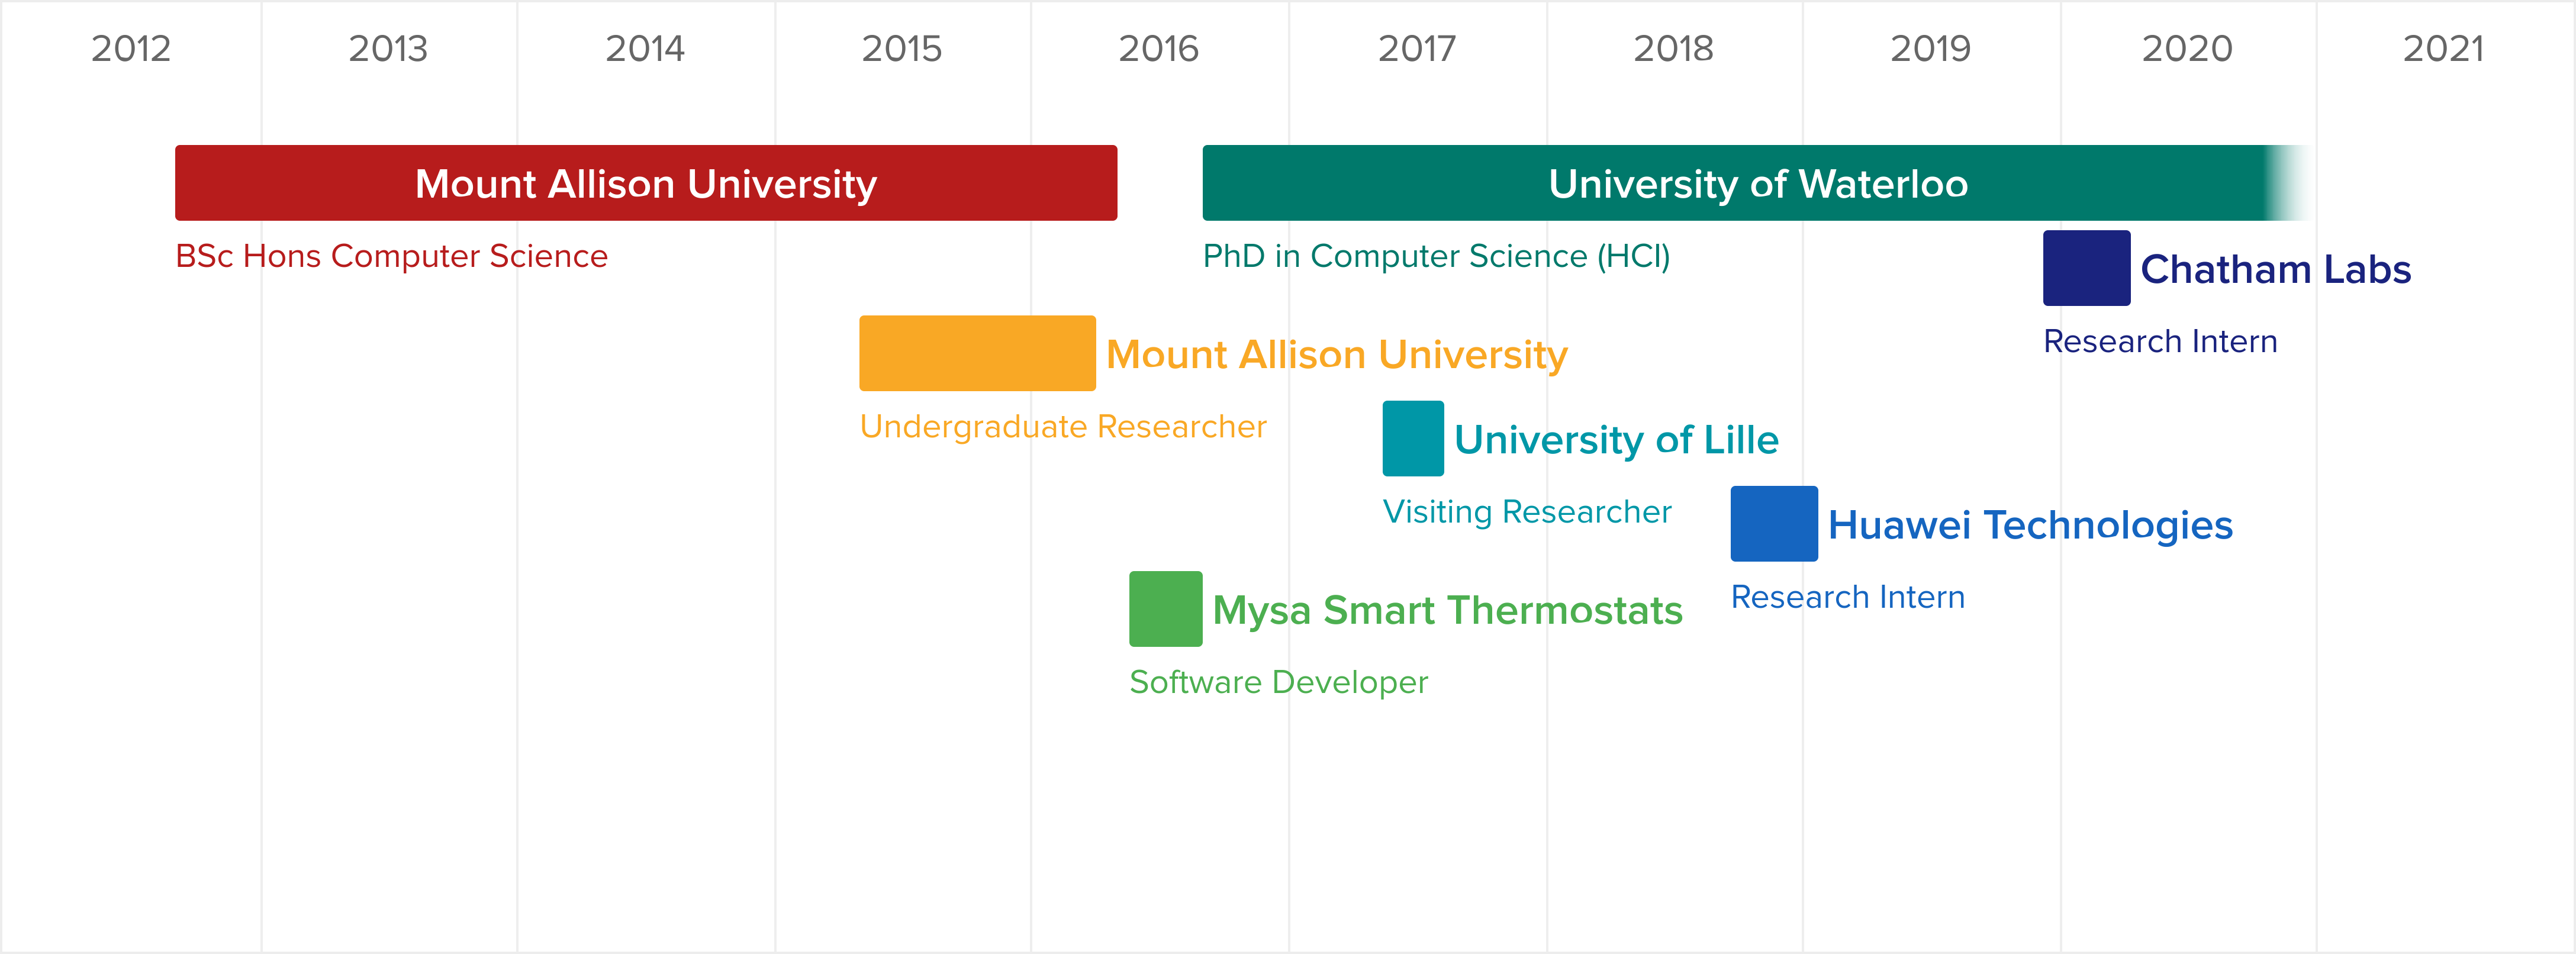 2012 2013 2014 2015 2016 2017 2018 2019 2020 2021
Mount Allison University
BSc Hons Computer Science
University of Waterloo
PhD in Computer Science (HCI)
Chatham Labs
Research Intern
Mount Allison University
Undergraduate Researcher
University of Lille
Visiting Researcher
Huawei Technologies
Research Intern
Mysa Smart Thermostats
Software Developer